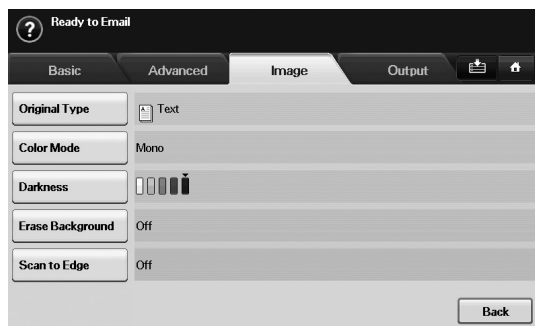 Ready to Email
Basic Advanced Image Output
Original Type Text
Color Mode Mono
Darkness
Erase Background Off
Scan to Edge Off
Back